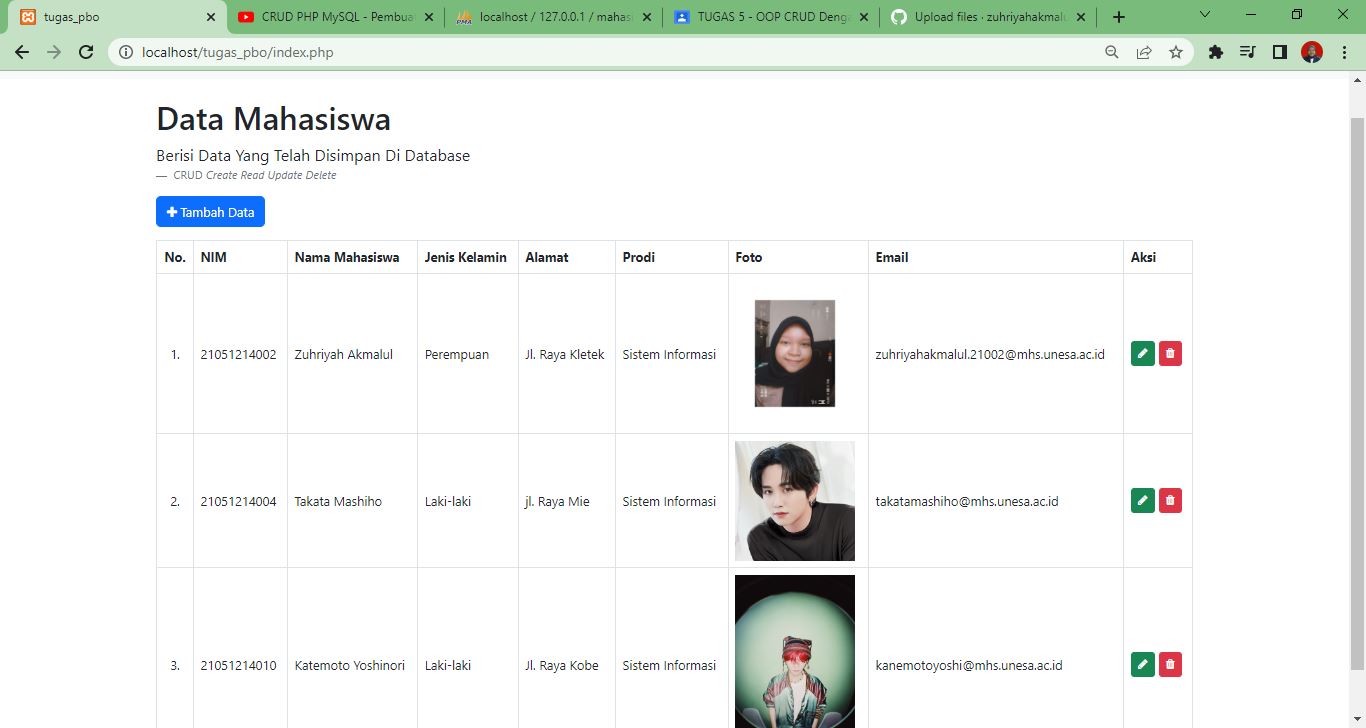 tugas_pbo
CRUD PHP MySQL - Pembua
localhost / 127.0.0.1 / mahasi
TUGAS 5 - OOP CRUD Denga
Upload files · zuhriyahakmalul
localhost/tugas_pbo/index.php
Data Mahasiswa
Berisi Data Yang Telah Disimpan Di Database
— CRUD Create Read Update Delete
Tambah Data
No. NIM Nama Mahasiswa Jenis Kelamin Alamat Prodi Foto Email Aksi
1. 21051214002 Zuhriyah Akmalul Perempuan Jl. Raya Kletek Sistem Informasi zuhriyahakmalul.21002@mhs.unesa.ac.id
2. 21051214004 Takata Mashiho Laki-laki jl. Raya Mie Sistem Informasi takatamashiho@mhs.unesa.ac.id
3. 21051214010 Katemoto Yoshinori Laki-laki Jl. Raya Kobe Sistem Informasi kanemotoyoshi@mhs.unesa.ac.id